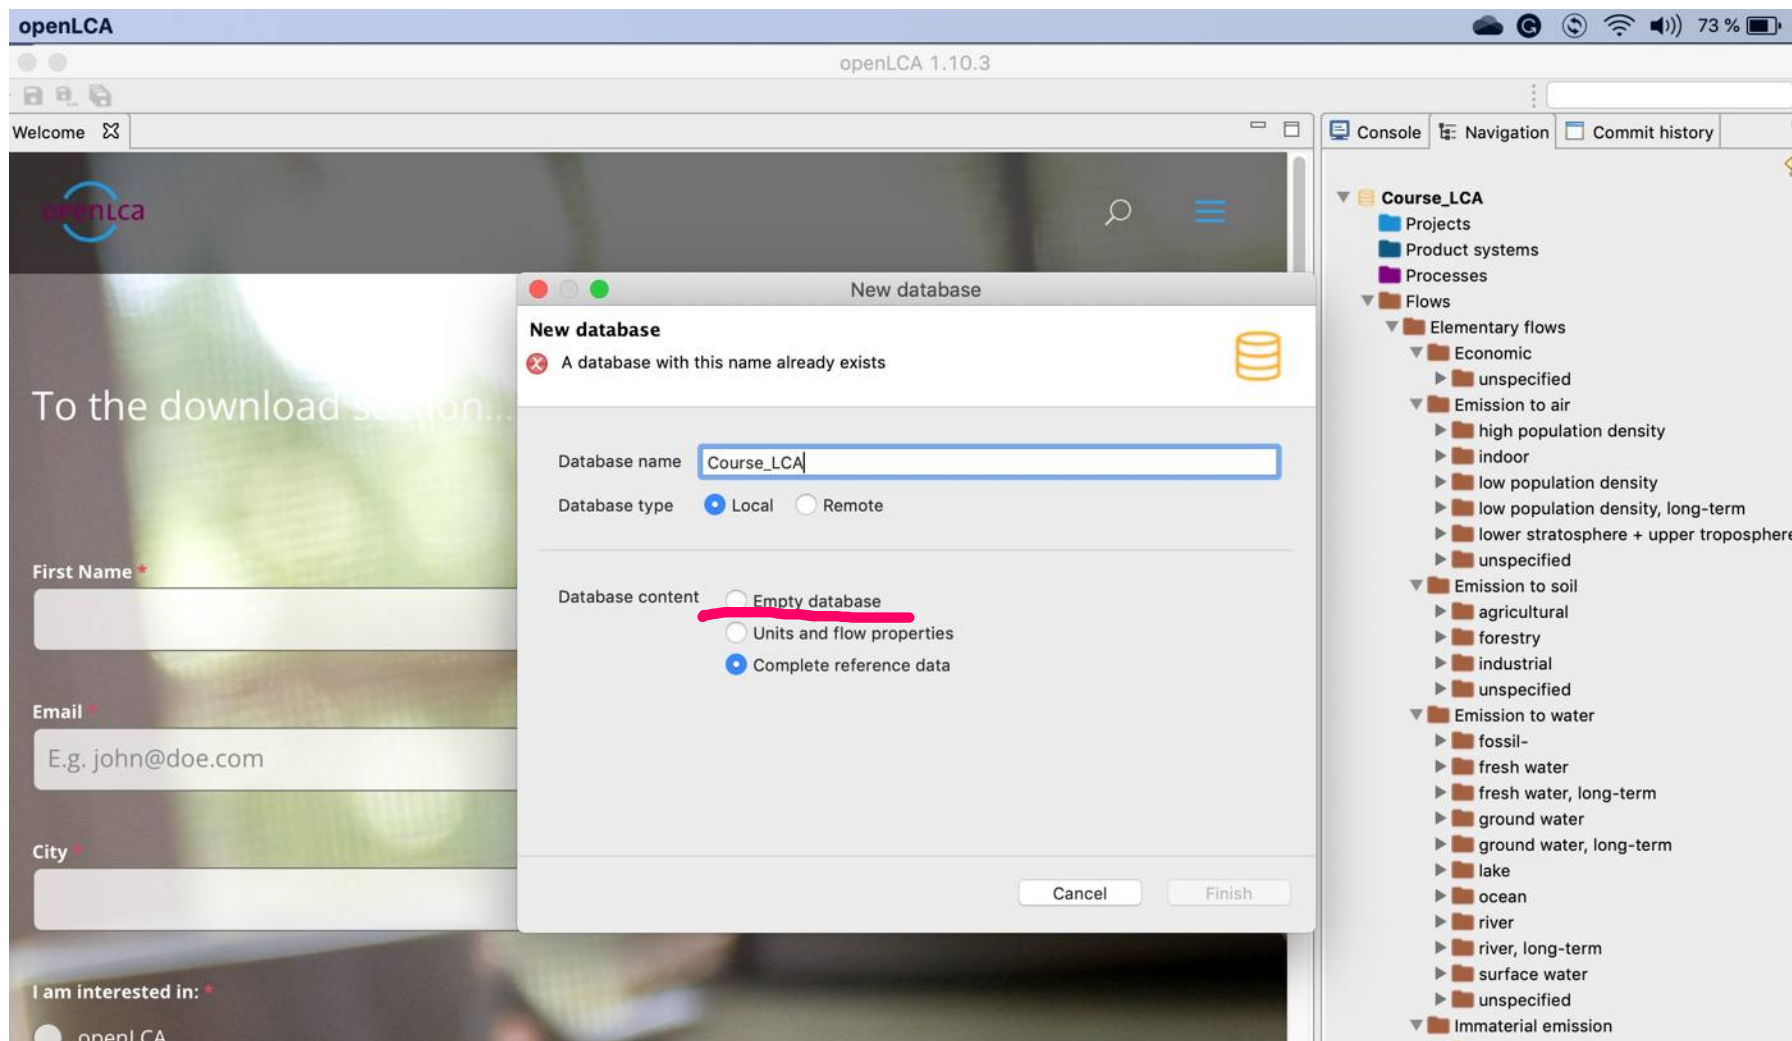 openLCA
73 %
openLCA 1.10.3
Welcome
Console
Navigation
Commit history
openLca
To the download section...
First Name *
Email *
E.g. john@doe.com
City *
I am interested in: *
openLCA
New database
New database
A database with this name already exists
Database name
Course_LCA
Database type
Local
Remote
Database content
Empty database
Units and flow properties
Complete reference data
Cancel
Finish
Course_LCA
Projects
Product systems
Processes
Flows
Elementary flows
Economic
unspecified
Emission to air
high population density
indoor
low population density
low population density, long-term
lower stratosphere + upper troposphere
unspecified
Emission to soil
agricultural
forestry
industrial
unspecified
Emission to water
fossil-
fresh water
fresh water, long-term
ground water
ground water, long-term
lake
ocean
river
river, long-term
surface water
unspecified
Immaterial emission